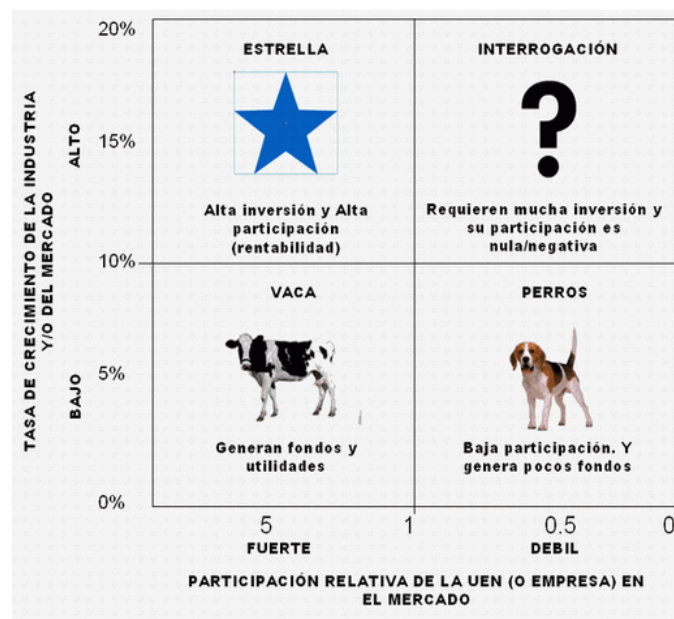 20%
ESTRELLA
INTERROGACIÓN
15%
ALTO
TASA DE CRECIMIENTO DE LA INDUSTRIA
Y/O DEL MERCADO
Alta inversión y Alta
participación
(rentabilidad)
Requieren mucha inversión y
su participación es
nula/negativa
10%
VACA
PERROS
5%
BAJO
Generan fondos y
utilidades
Baja participación. Y
genera pocos fondos
0%
5
1
0.5
0
FUERTE
DEBIL
PARTICIPACIÓN RELATIVA DE LA UEN (O EMPRESA) EN
EL MERCADO